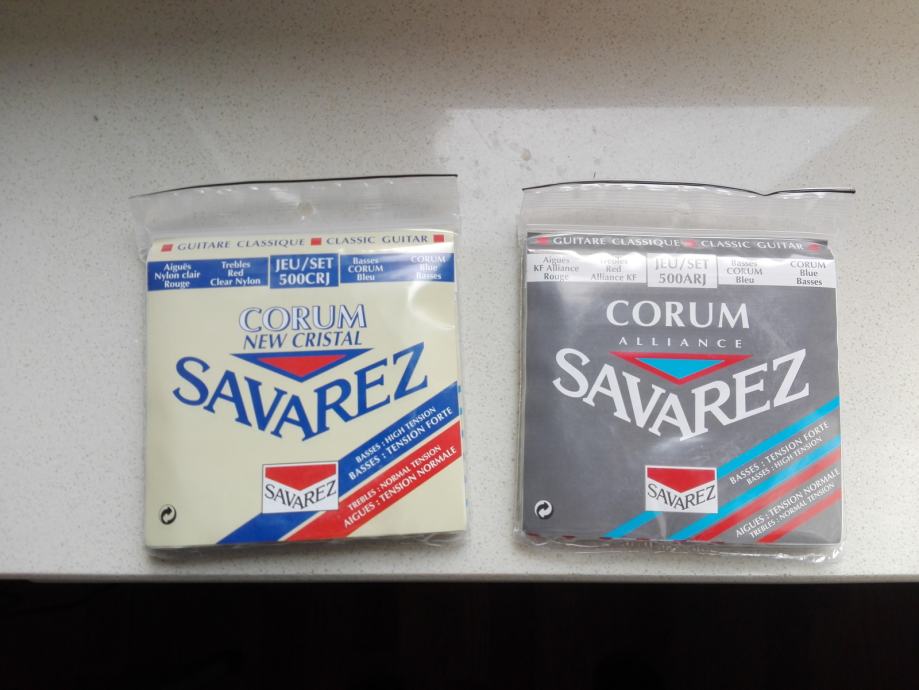 GUITARE CLASSIQUE CLASSIC GUITAR
Aiguës
Nylon clair
Rouge
Trebles
Red
Clear Nylon
JEU/SET
500CRJ
Basses
CORUM
Bleu
CORUM
Blue
Basses
CORUM
NEW CRISTAL
SAVAREZ
BASSES : HIGH TENSION
BASSES : TENSION FORTE
TREBLES : NORMAL TENSION
AIGUES : TENSION NORMALE
SAVAREZ
GUITARE CLASSIQUE CLASSIC GUITAR
Aiguës
KF Alliance
Rouge
Trebles
Red
Alliance KF
JEU/SET
500ARJ
Basses
CORUM
Bleu
CORUM
Blue
Basses
CORUM
ALLIANCE
SAVAREZ
BASSES : TENSION FORTE
BASSES : HIGH TENSION
AIGUES : TENSION NORMALE
TREBLES : NORMAL TENSION
SAVAREZ